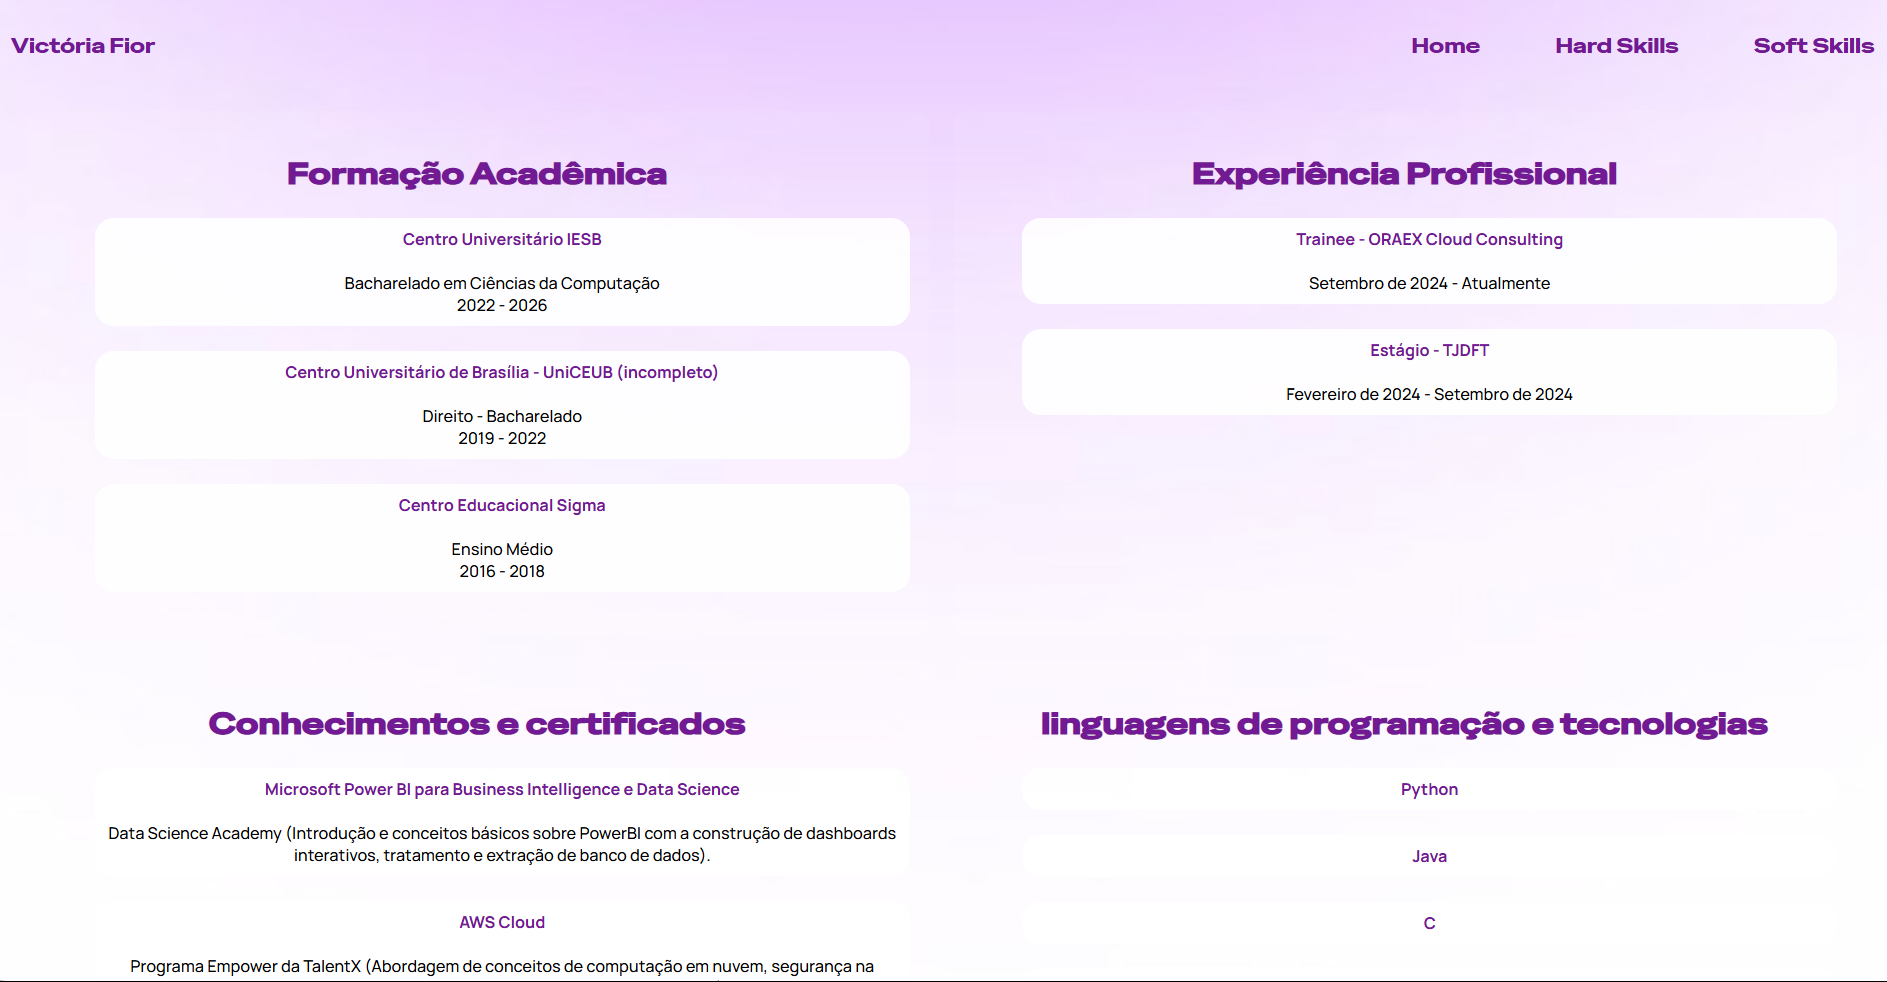 Victória Fior
Home
Hard Skills
Soft Skills
Formação Acadêmica
Centro Universitário IESB
Bacharelado em Ciências da Computação
2022 - 2026
Centro Universitário de Brasília - UniCEUB (incompleto)
Direito - Bacharelado
2019 - 2022
Centro Educacional Sigma
Ensino Médio
2016 - 2018
Experiência Profissional
Trainee - ORAEX Cloud Consulting
Setembro de 2024 - Atualmente
Estágio - TJDFT
Fevereiro de 2024 - Setembro de 2024
Conhecimentos e certificados
Microsoft Power BI para Business Intelligence e Data Science
Data Science Academy (Introdução e conceitos básicos sobre PowerBI com a construção de dashboards
interativos, tratamento e extração de banco de dados).
AWS Cloud
Programa Empower da TalentX (Abordagem de conceitos de computação em nuvem, segurança na
linguagens de programação e tecnologias
Python
Java
C